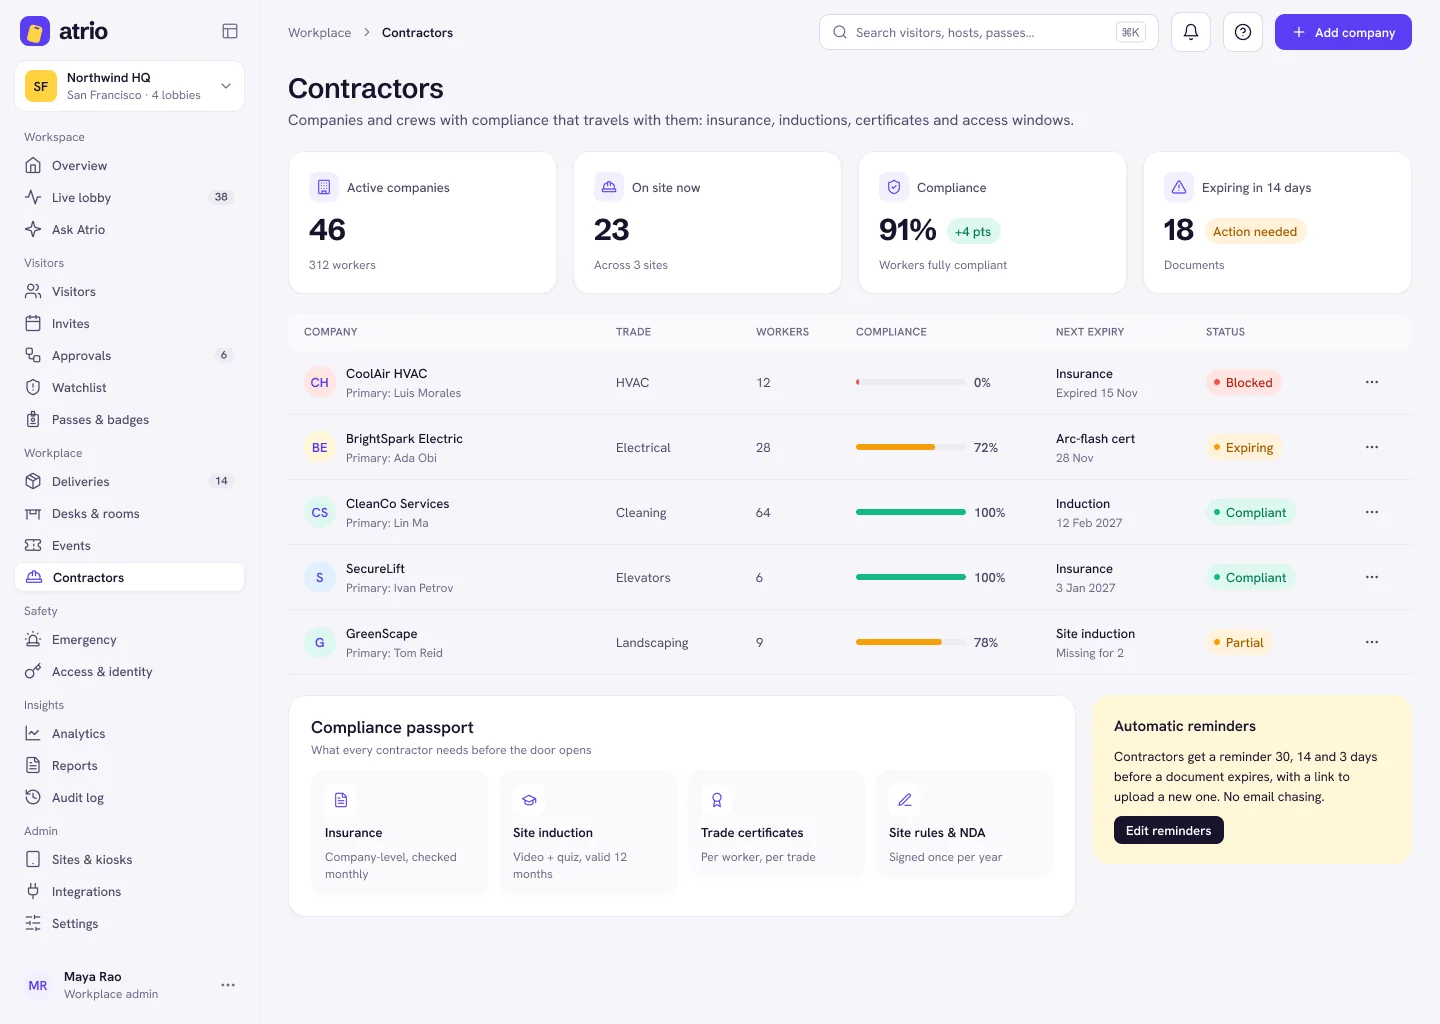 atrio
SF
Northwind HQ
San Francisco · 4 lobbies
Workspace
Overview
Live lobby 38
Ask Atrio
Visitors
Visitors
Invites
Approvals 6
Watchlist
Passes & badges
Workplace
Deliveries 14
Desks & rooms
Events
Contractors
Safety
Emergency
Access & identity
Insights
Analytics
Reports
Audit log
Admin
Sites & kiosks
Integrations
Settings
MR
Maya Rao
Workplace admin
Workplace > Contractors
Search visitors, hosts, passes... ⌘K
Add company
Contractors
Companies and crews with compliance that travels with them: insurance, inductions, certificates and access windows.
Active companies
46
312 workers
On site now
23
Across 3 sites
Compliance
91% +4 pts
Workers fully compliant
Expiring in 14 days
18 Action needed
Documents
COMPANY TRADE WORKERS COMPLIANCE NEXT EXPIRY STATUS
CH CoolAir HVAC
Primary: Luis Morales
HVAC 12 0%
Insurance
Expired 15 Nov
Blocked
BE BrightSpark Electric
Primary: Ada Obi
Electrical 28 72%
Arc-flash cert
28 Nov
Expiring
CS CleanCo Services
Primary: Lin Ma
Cleaning 64 100%
Induction
12 Feb 2027
Compliant
S SecureLift
Primary: Ivan Petrov
Elevators 6 100%
Insurance
3 Jan 2027
Compliant
G GreenScape
Primary: Tom Reid
Landscaping 9 78%
Site induction
Missing for 2
Partial
Compliance passport
What every contractor needs before the door opens
Insurance
Company-level, checked
monthly
Site induction
Video + quiz, valid 12
months
Trade certificates
Per worker, per trade
Site rules & NDA
Signed once per year
Automatic reminders
Contractors get a reminder 30, 14 and 3 days
before a document expires, with a link to
upload a new one. No email chasing.
Edit reminders